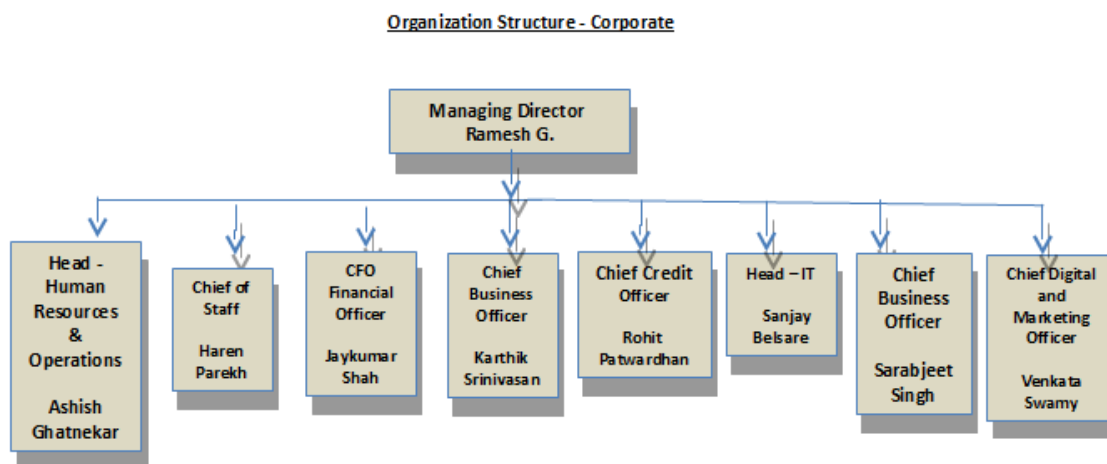 Organization Structure - Corporate
Managing Director
Ramesh G.
Head -
Human
Resources
&
Operations
Ashish
Ghatnekar
Chief of
Staff
Haren
Parekh
CFO
Financial
Officer
Jaykumar
Shah
Chief
Business
Officer
Karthik
Srinivasan
Chief Credit
Officer
Rohit
Patwardhan
Head – IT
Sanjay
Belsare
Chief
Business
Officer
Sarabjeet
Singh
Chief Digital
and
Marketing
Officer
Venkata
Swamy